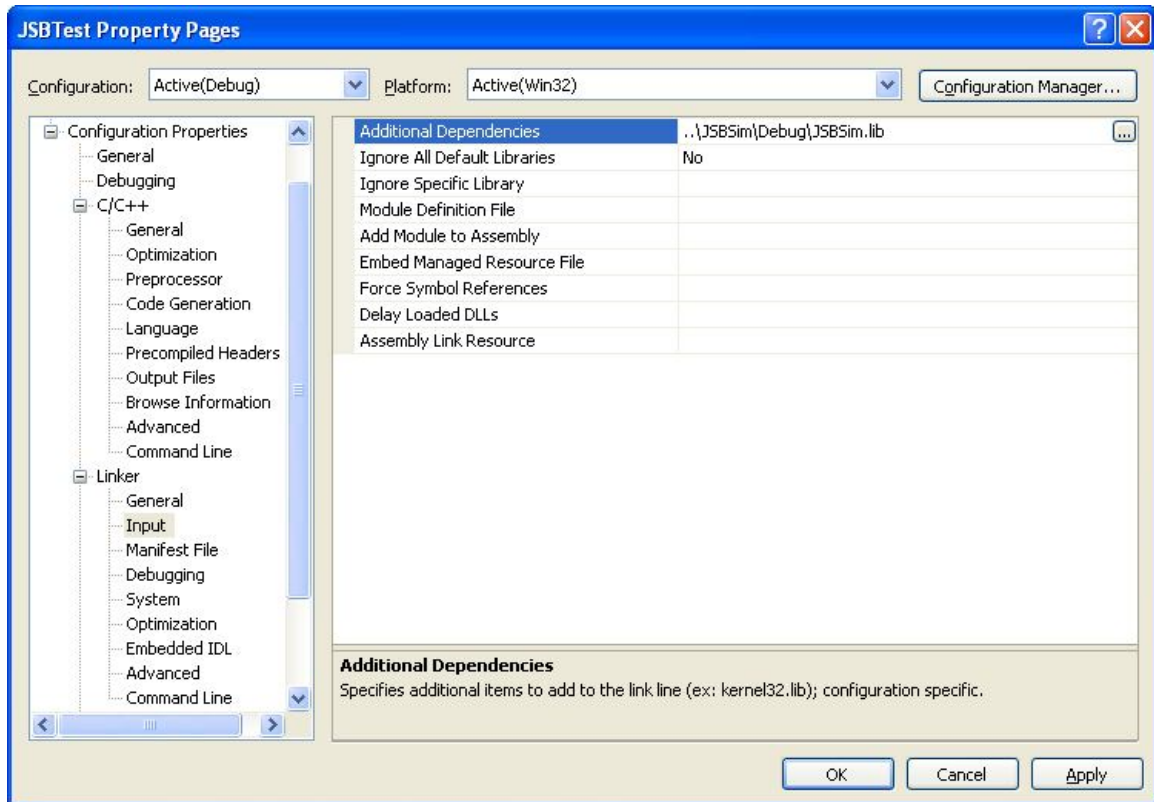 JSBTest Property Pages
Configuration: Active(Debug) Platform: Active(Win32) Configuration Manager...
Configuration Properties
General
Debugging
C/C++
General
Optimization
Preprocessor
Code Generation
Language
Precompiled Headers
Output Files
Browse Information
Advanced
Command Line
Linker
General
Input
Manifest File
Debugging
System
Optimization
Embedded IDL
Advanced
Command Line
Additional Dependencies ..\JSBSim\Debug\JSBSim.lib ...
Ignore All Default Libraries No
Ignore Specific Library
Module Definition File
Add Module to Assembly
Embed Managed Resource File
Force Symbol References
Delay Loaded DLLs
Assembly Link Resource
Additional Dependencies
Specifies additional items to add to the link line (ex: kernel32.lib); configuration specific.
OK Cancel Apply